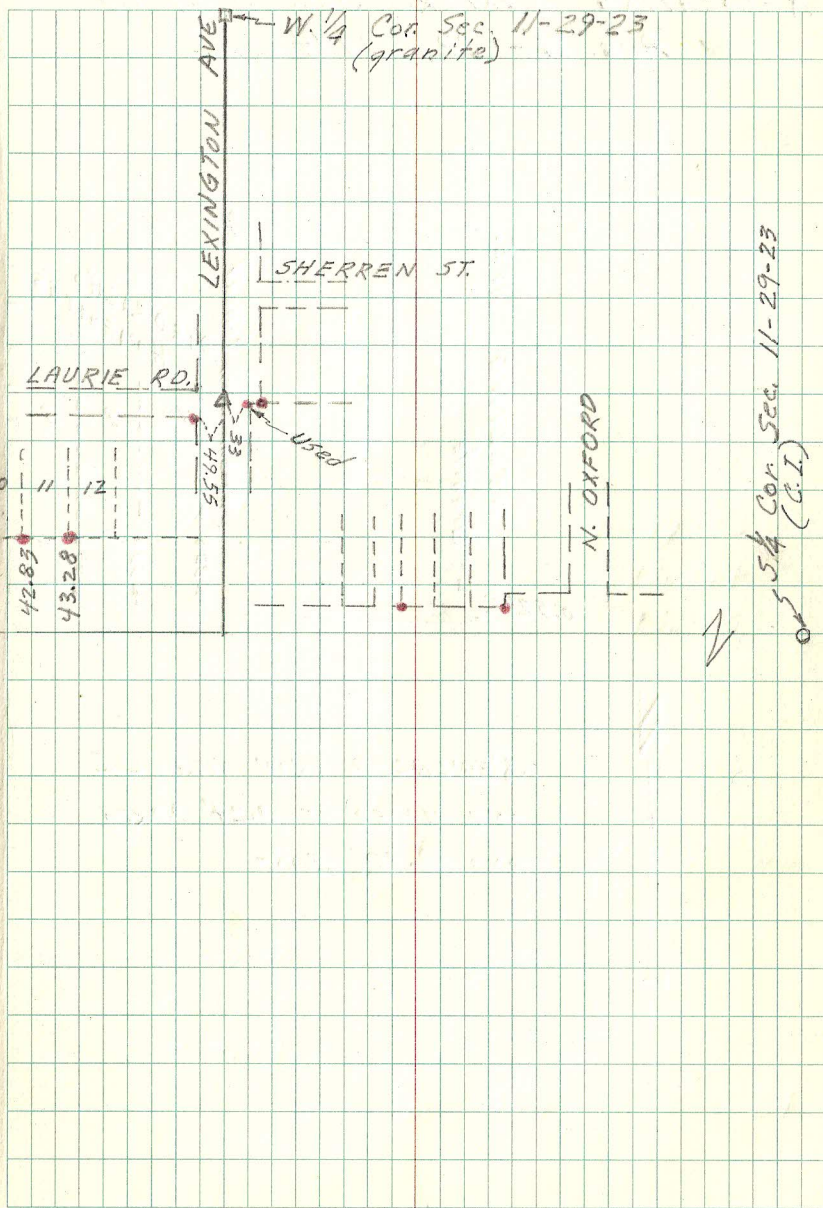 W. 1/4 Cor. Sec. 11-29-23
(granite)
LEXINGTON AVE
SHERREN ST.
LAURIE RD.
33
Used
49.55
11 12
42.83
43.28
N. OXFORD
S 1/4 Cor. Sec. 11-29-23
(C.I.)
N